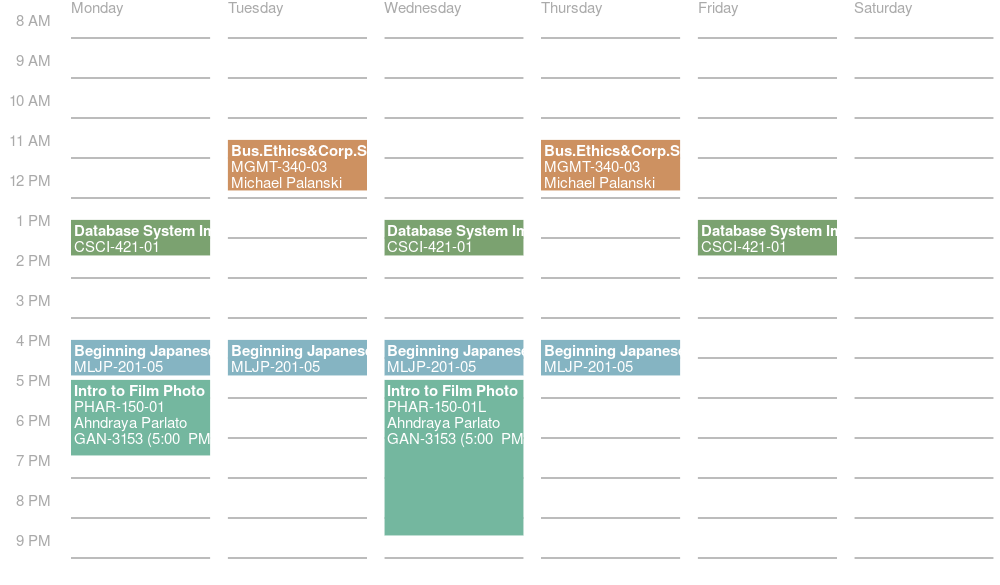 Monday Tuesday Wednesday Thursday Friday Saturday
8 AM
9 AM
10 AM
11 AM
Bus.Ethics&Corp.S
MGMT-340-03
Michael Palanski
Bus.Ethics&Corp.S
MGMT-340-03
Michael Palanski
12 PM
1 PM
Database System In
CSCI-421-01
Database System In
CSCI-421-01
Database System In
CSCI-421-01
2 PM
3 PM
4 PM
Beginning Japanese
MLJP-201-05
Beginning Japanese
MLJP-201-05
Beginning Japanese
MLJP-201-05
Beginning Japanese
MLJP-201-05
5 PM
Intro to Film Photo
PHAR-150-01
Ahndraya Parlato
GAN-3153 (5:00 PM
Intro to Film Photo
PHAR-150-01L
Ahndraya Parlato
GAN-3153 (5:00 PM
6 PM
7 PM
8 PM
9 PM